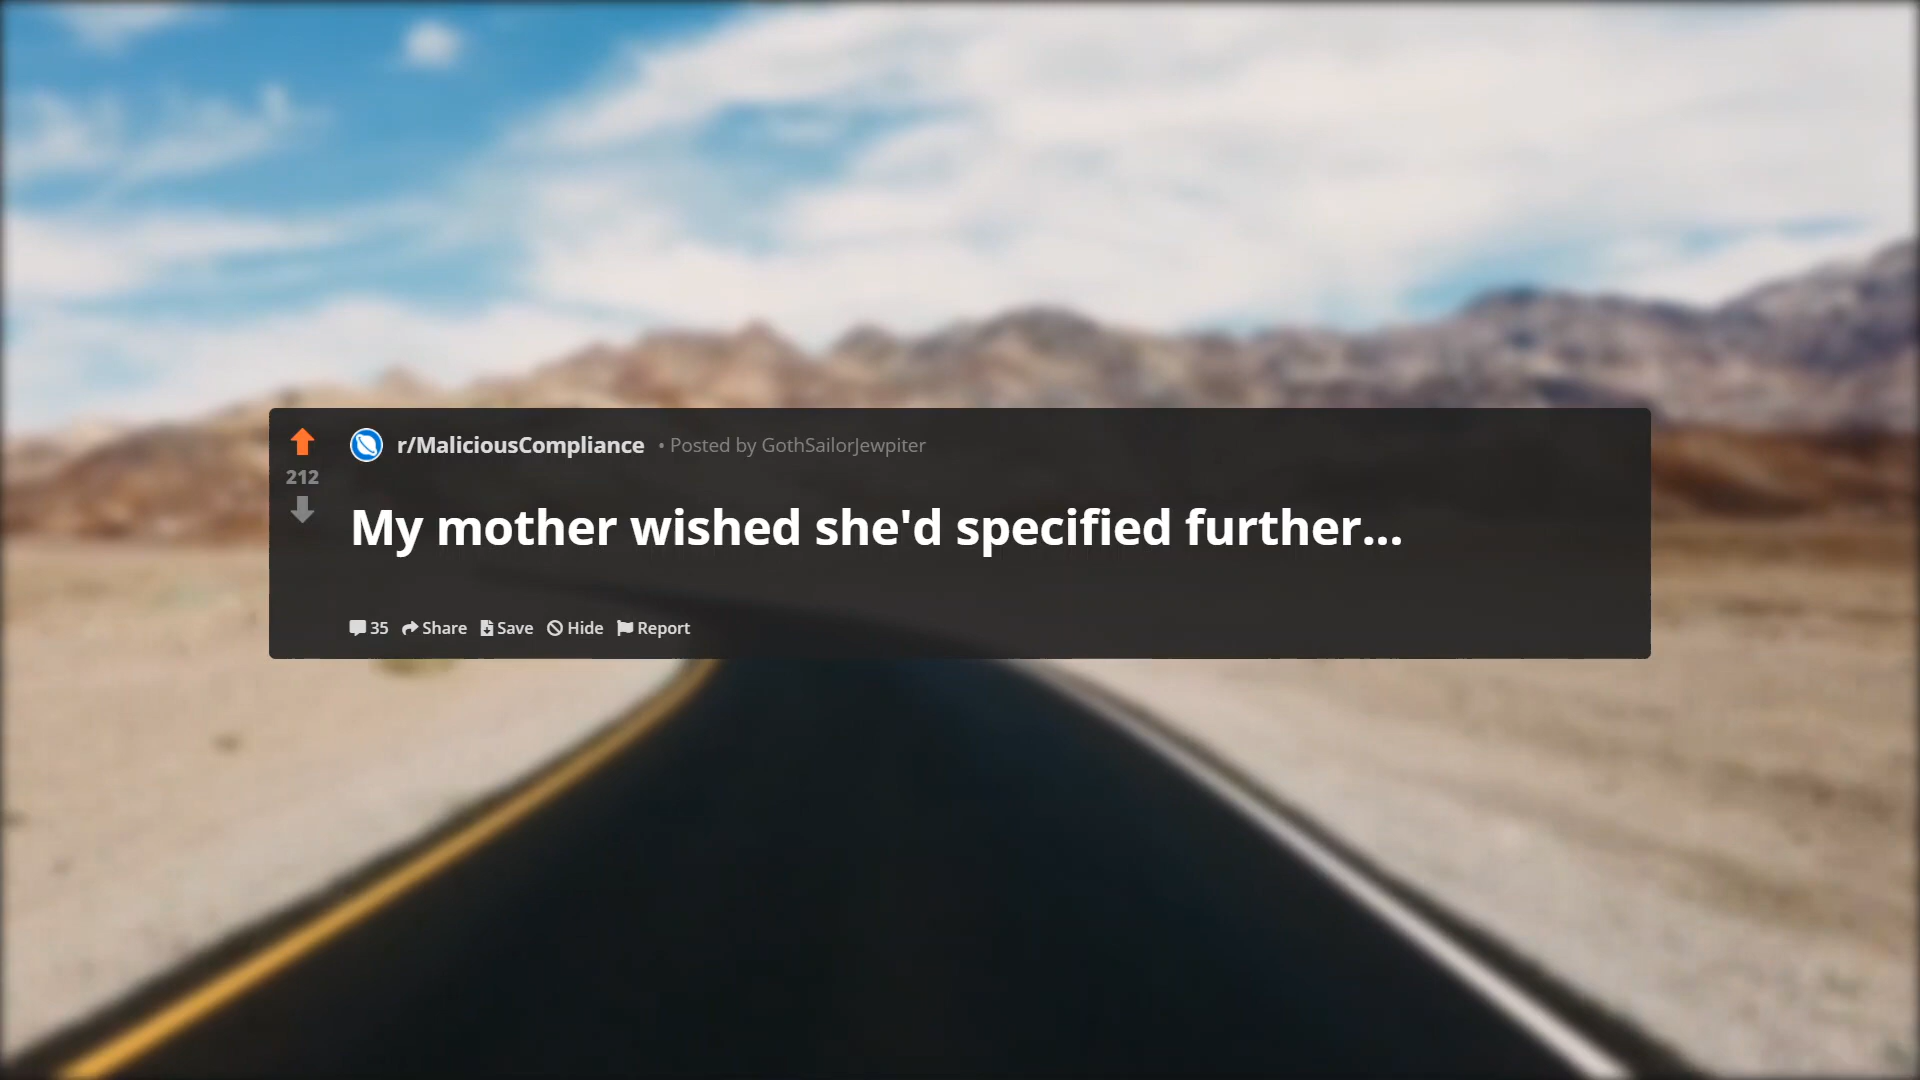 r/MaliciousCompliance • Posted by GothSailorJewpiter
212
My mother wished she'd specified further...
35 Share Save Hide Report